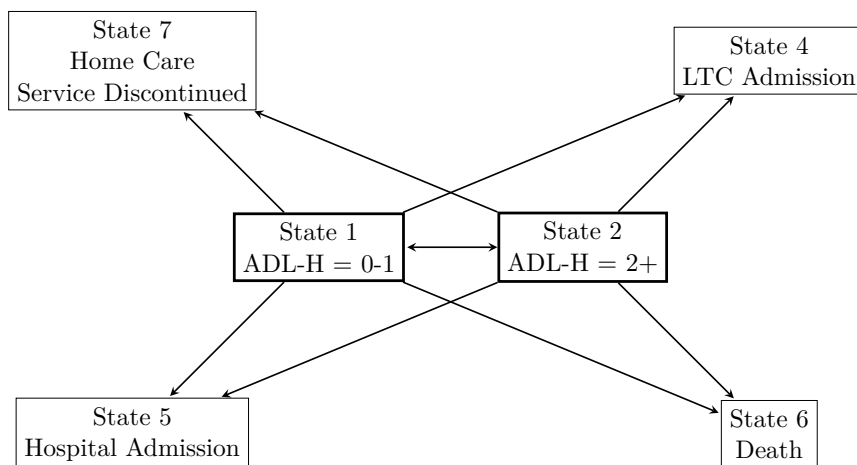 State 7
Home Care
Service Discontinued
State 4
LTC Admission
State 1
ADL-H = 0-1
State 2
ADL-H = 2+
State 5
Hospital Admission
State 6
Death